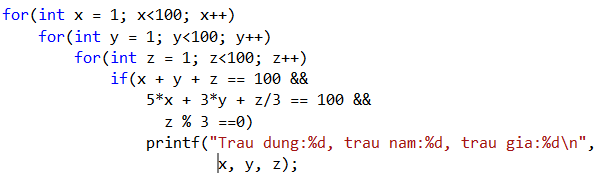 for(int x = 1; x<100; x++)
for(int y = 1; y<100; y++)
for(int z = 1; z<100; z++)
if(x + y + z == 100 &&
5*x + 3*y + z/3 == 100 &&
z % 3 ==0)
printf("Trau dung:%d, trau nam:%d, trau gia:%d\n",
x, y, z);